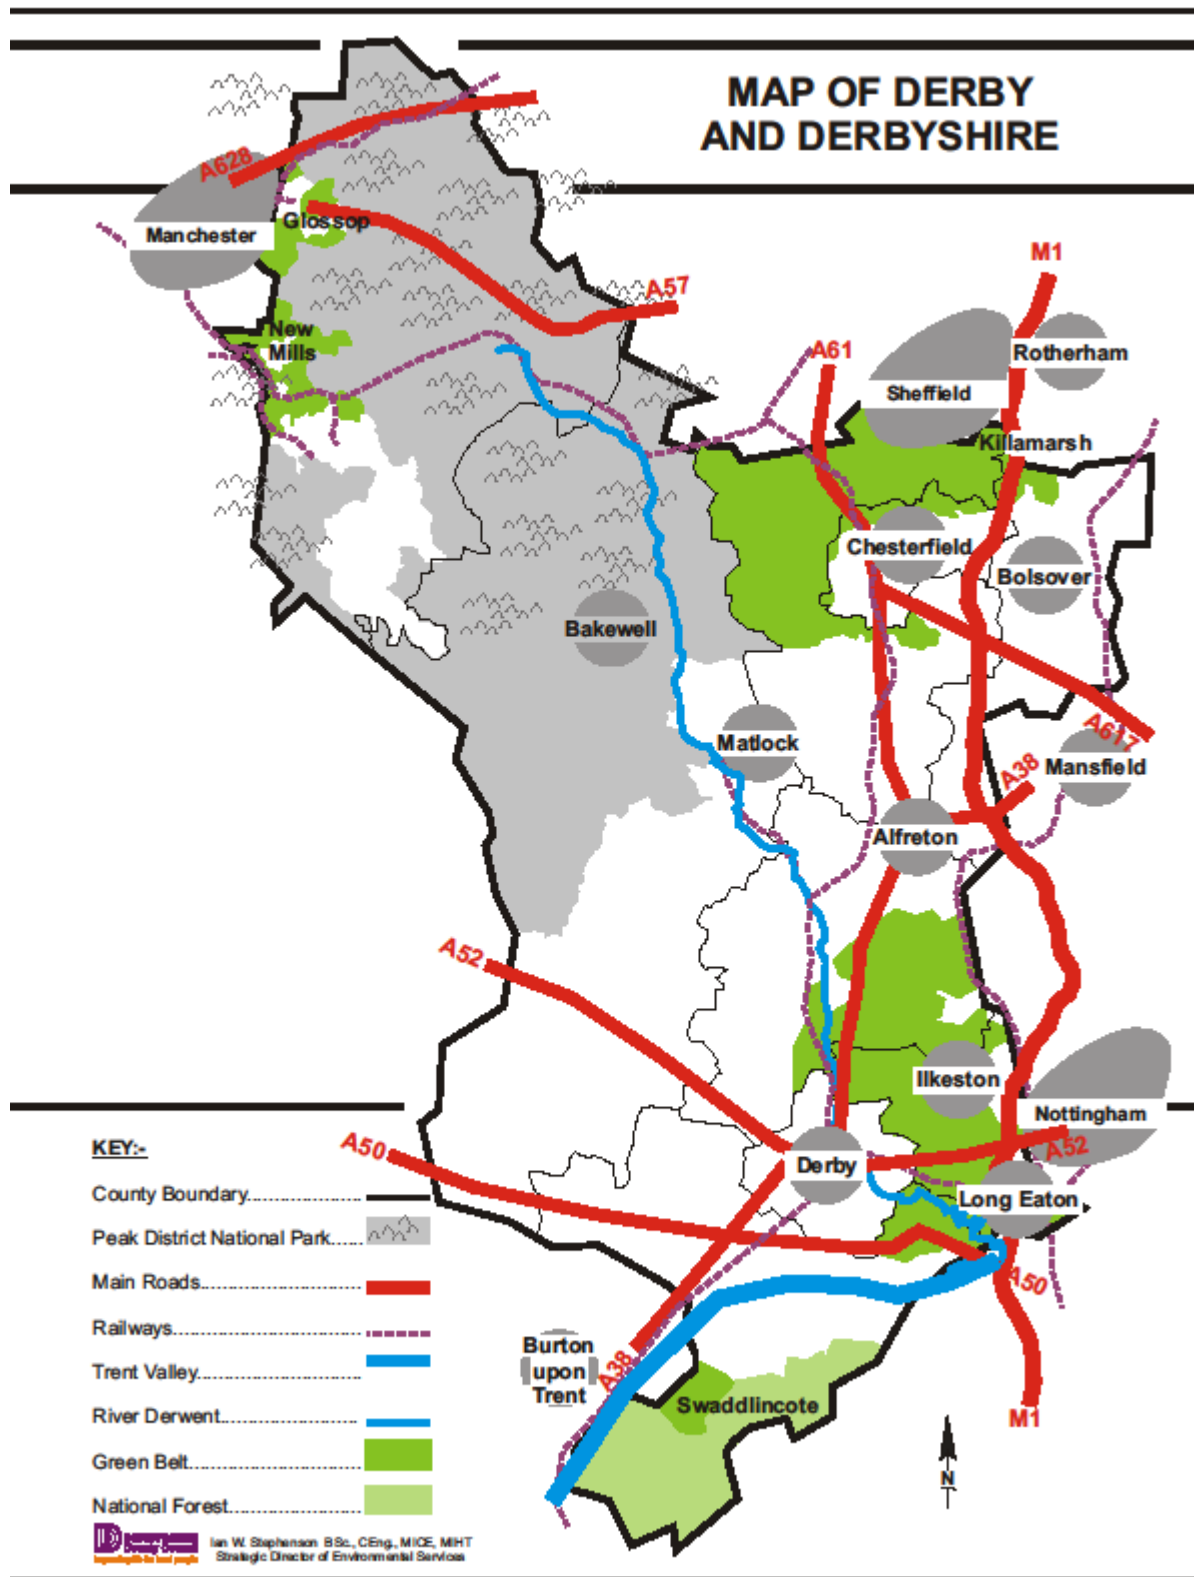 MAP OF DERBY
AND DERBYSHIRE
A628
Glossop
Manchester
M1
A57
New
Mills
A61
Rotherham
Sheffield
Killamarsh
Chesterfield
Bolsover
Bakewell
Matlock
A617
A38
Mansfield
Alfreton
A52
Ilkeston
Nottingham
A52
A50
Derby
Long Eaton
A50
Burton
upon
Trent
A38
Swaddlincote
M1
N
KEY:-
County Boundary
Peak District National Park
Main Roads
Railways
Trent Valley
River Derwent
Green Belt
National Forest
Ian W. Stephenson BSc., CEng., MICE, MIHT
Strategic Director of Environmental Services